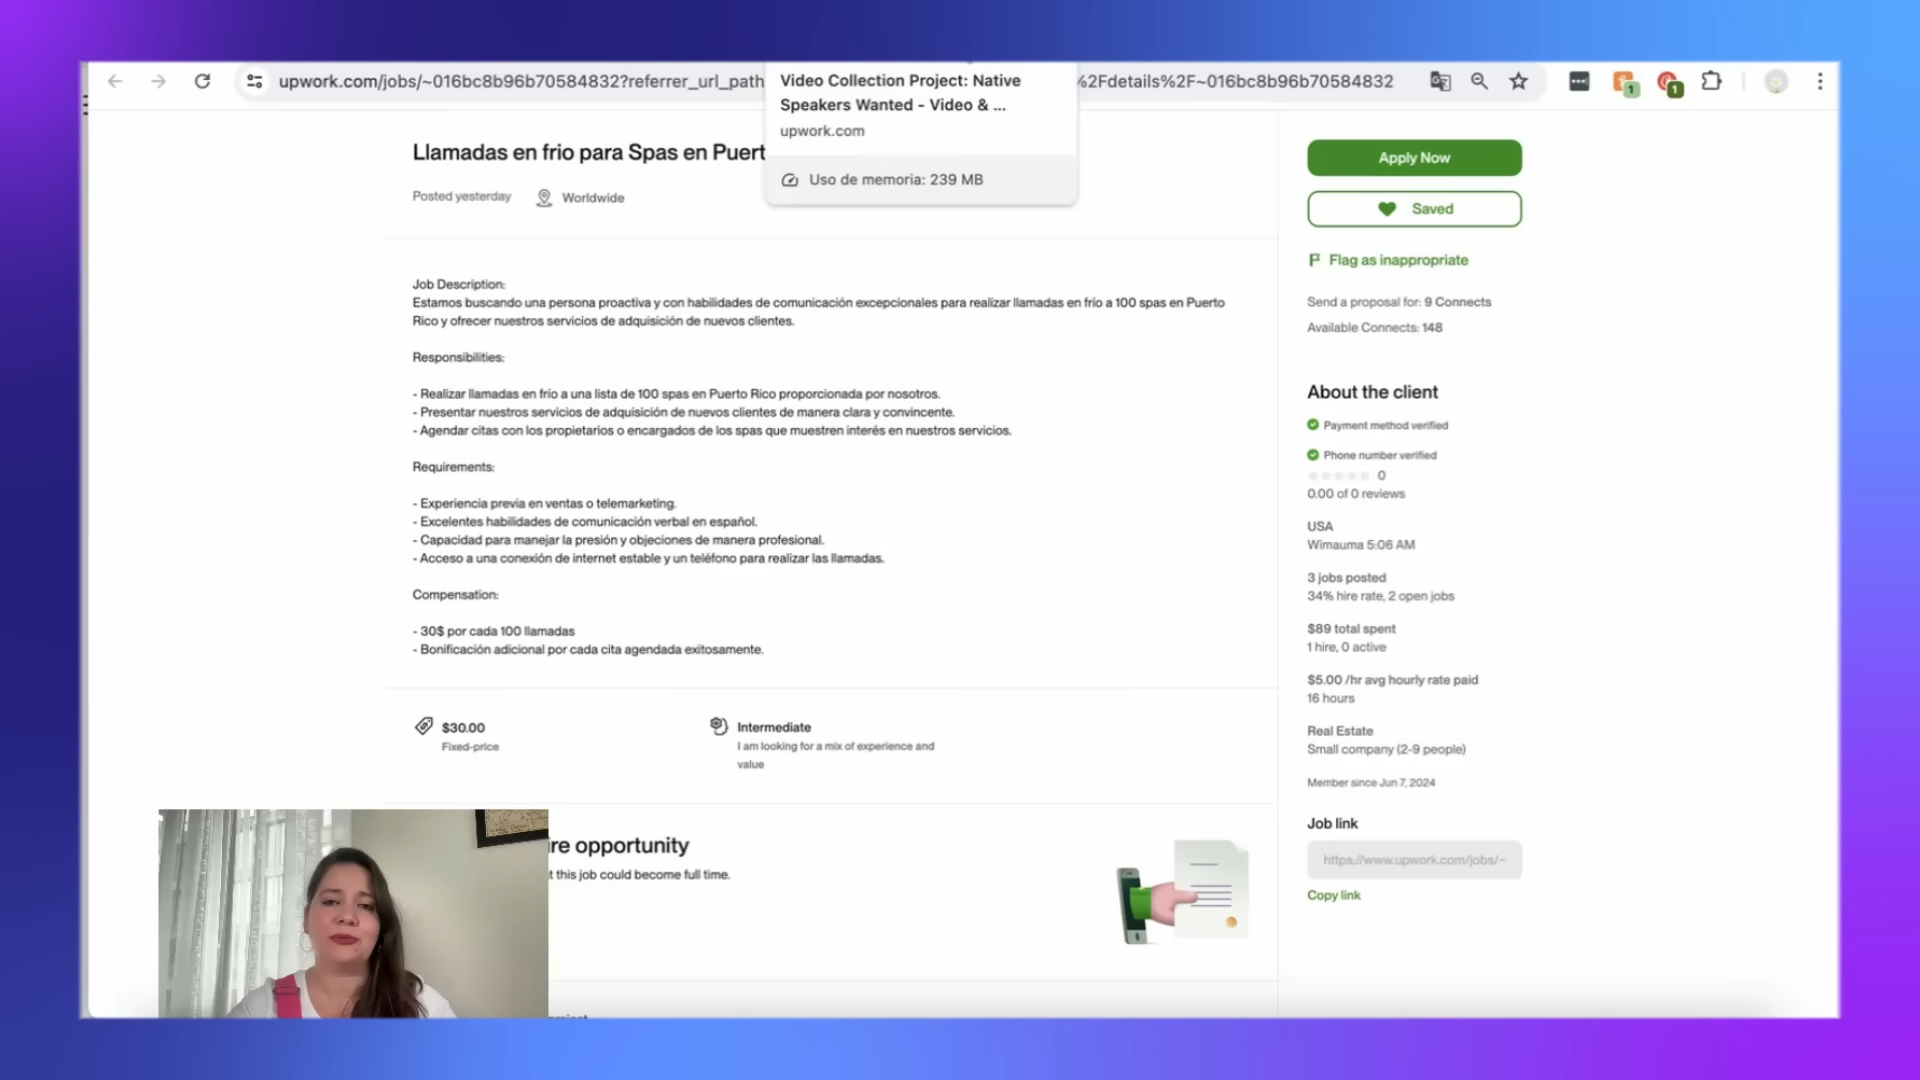 upwork.com/jobs/~016bc8b96b70584832?referrer_url_path
%2Fdetails%2F~016bc8b96b70584832
1
1
Video Collection Project: Native
Speakers Wanted - Video & ...
upwork.com
Uso de memoria: 239 MB
Llamadas en frio para Spas en Puert
Posted yesterday
Worldwide
Job Description:
Estamos buscando una persona proactiva y con habilidades de comunicación excepcionales para realizar llamadas en frío a 100 spas en Puerto
Rico y ofrecer nuestros servicios de adquisición de nuevos clientes.
Responsibilities:
- Realizar llamadas en frío a una lista de 100 spas en Puerto Rico proporcionada por nosotros.
- Presentar nuestros servicios de adquisición de nuevos clientes de manera clara y convincente.
- Agendar citas con los propietarios o encargados de los spas que muestren interés en nuestros servicios.
Requirements:
- Experiencia previa en ventas o telemarketing.
- Excelentes habilidades de comunicación verbal en español.
- Capacidad para manejar la presión y objeciones de manera profesional.
- Acceso a una conexión de internet estable y un teléfono para realizar las llamadas.
Compensation:
- 30$ por cada 100 llamadas
- Bonificación adicional por cada cita agendada exitosamente.
$30.00
Fixed-price
Intermediate
I am looking for a mix of experience and
value
re opportunity
t this job could become full time.
Apply Now
Saved
Flag as inappropriate
Send a proposal for: 9 Connects
Available Connects: 148
About the client
Payment method verified
Phone number verified
0
0.00 of 0 reviews
USA
Wimauma 5:06 AM
3 jobs posted
34% hire rate, 2 open jobs
$89 total spent
1 hire, 0 active
$5.00 /hr avg hourly rate paid
16 hours
Real Estate
Small company (2-9 people)
Member since Jun 7, 2024
Job link
https://www.upwork.com/jobs/~
Copy link